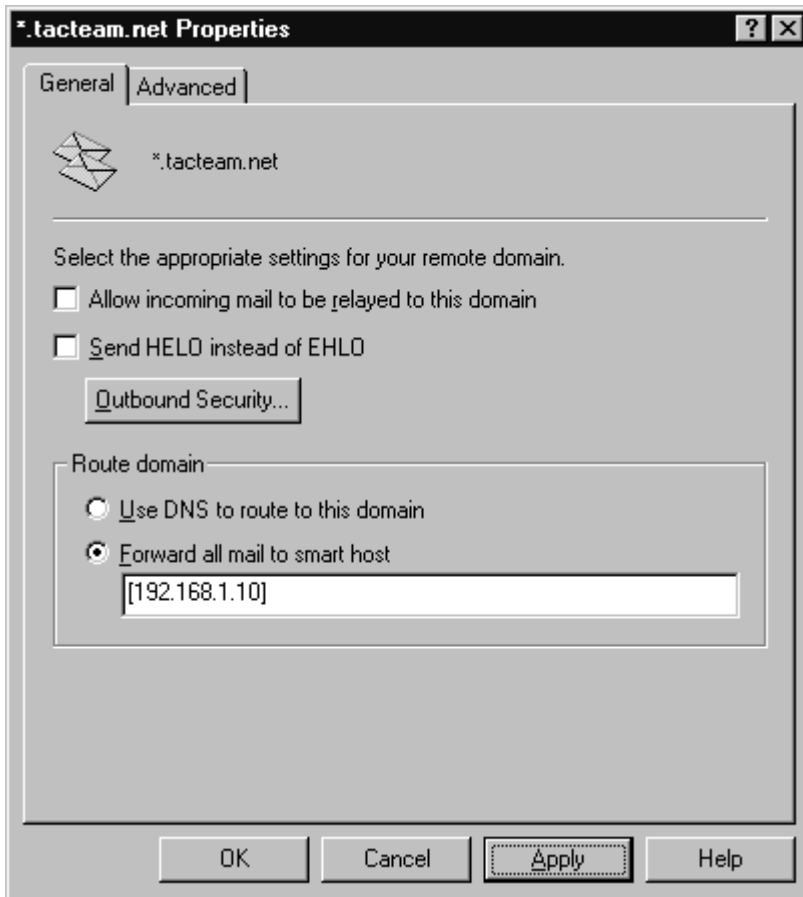 *.tacteam.net Properties
General
Advanced
*.tacteam.net
Select the appropriate settings for your remote domain.
Allow incoming mail to be relayed to this domain
Send HELO instead of EHLO
Outbound Security...
Route domain
Use DNS to route to this domain
Forward all mail to smart host
[192.168.1.10]
OK
Cancel
Apply
Help